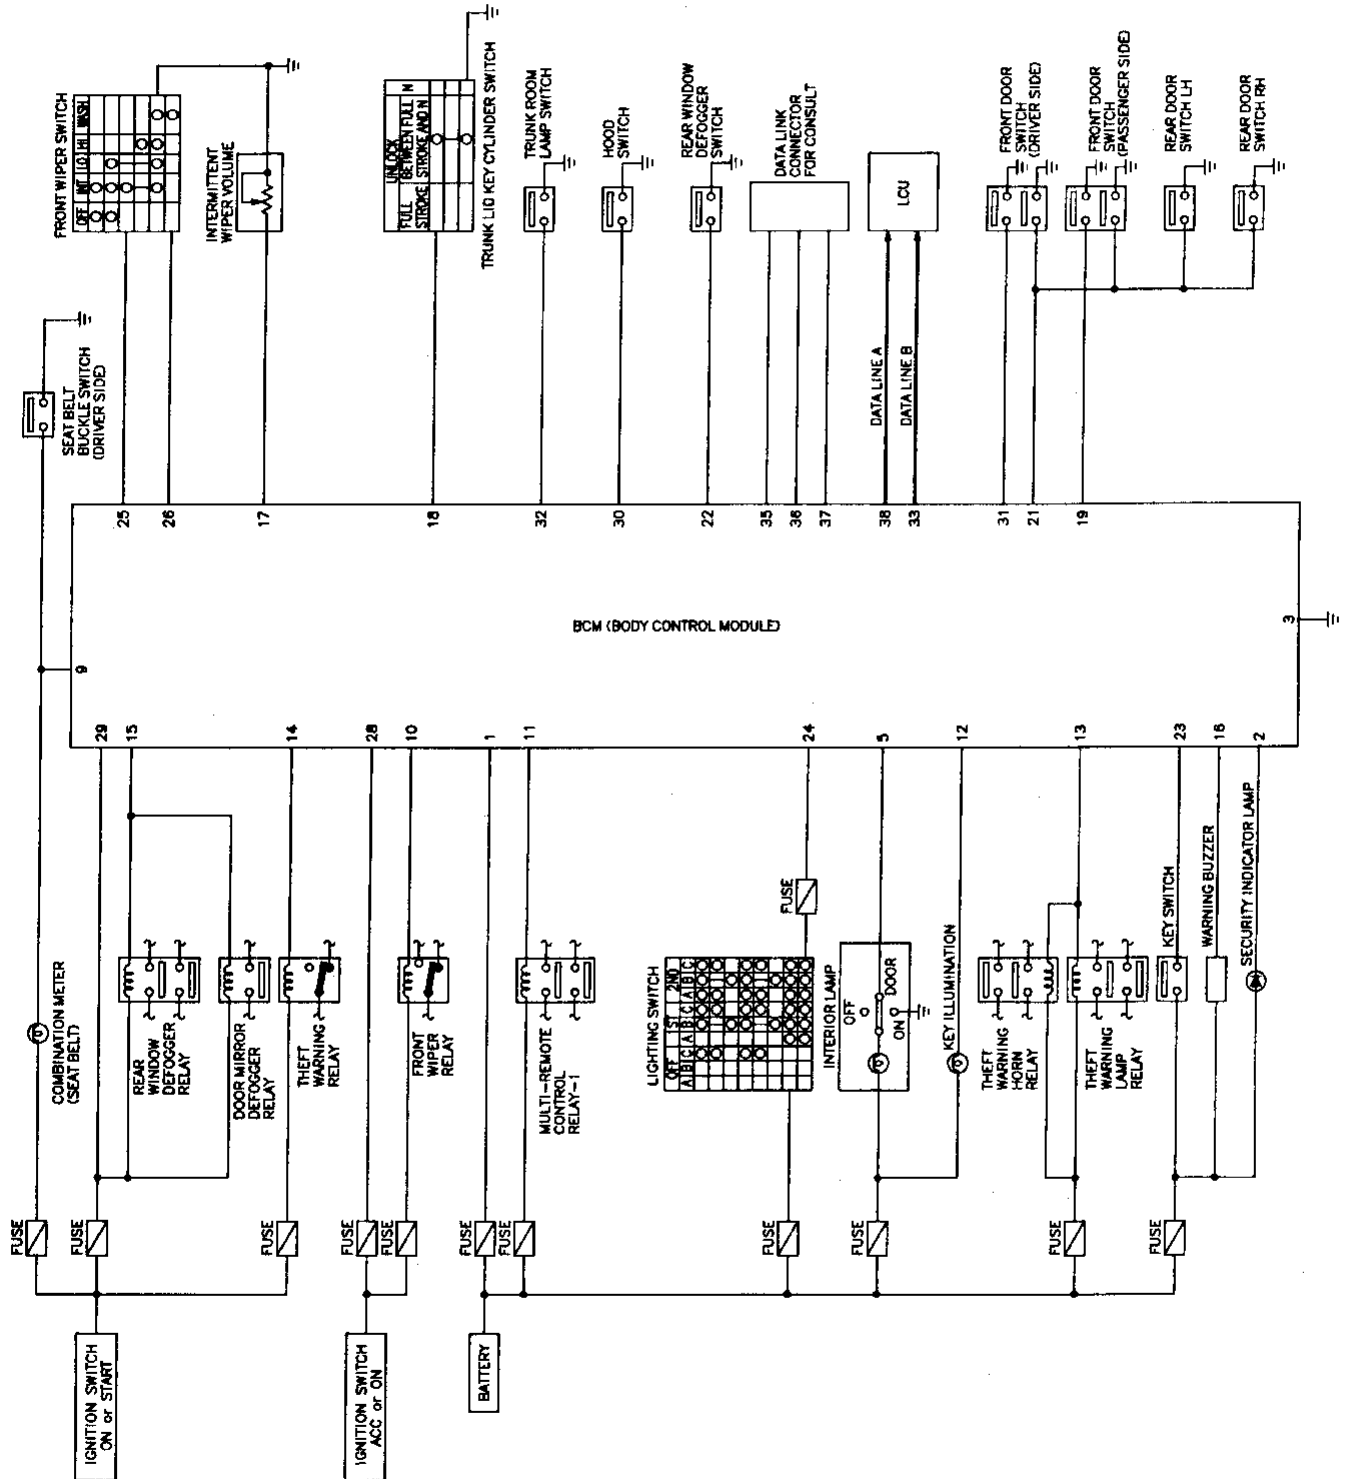 FRONT WIPER SWITCH
OFF INT LO HI WASH
INTERMITTENT
WIPER VOLUME
UNLOCK
FULL STROKE
BETWEEN FULL STROKE AND N
N
TRUNK LID KEY CYLINDER SWITCH
TRUNK ROOM
LAMP SWITCH
HOOD
SWITCH
REAR WINDOW
DEFOGGER
SWITCH
DATA LINK
CONNECTOR
FOR CONSULT
LCU
FRONT DOOR
SWITCH
(DRIVER SIDE)
FRONT DOOR
SWITCH
(PASSENGER SIDE)
REAR DOOR
SWITCH LH
REAR DOOR
SWITCH RH
SEAT BELT
BUCKLE SWITCH
(DRIVER SIDE)
DATA LINE A
DATA LINE B
25
26
17
18
32
30
22
35
36
37
38
33
31
21
19
9
BCM (BODY CONTROL MODULE)
3
29
15
14
28
10
1
11
24
5
12
13
23
16
2
COMBINATION METER
(SEAT BELT)
REAR
WINDOW
DEFOGGER
RELAY
DOOR MIRROR
DEFOGGER
RELAY
THEFT
WARNING
RELAY
FRONT
WIPER
RELAY
MULTI-REMOTE
CONTROL
RELAY-1
FUSE
LIGHTING SWITCH
OFF 1ST 2ND
A B C A B C A B C
INTERIOR LAMP
OFF
DOOR
ON
KEY ILLUMINATION
THEFT
WARNING
HORN
RELAY
THEFT
WARNING
LAMP
RELAY
KEY SWITCH
WARNING BUZZER
SECURITY INDICATOR LAMP
FUSE
FUSE
FUSE
FUSE
FUSE
FUSE
FUSE
FUSE
FUSE
FUSE
FUSE
IGNITION SWITCH
ON or START
IGNITION SWITCH
ACC or ON
BATTERY